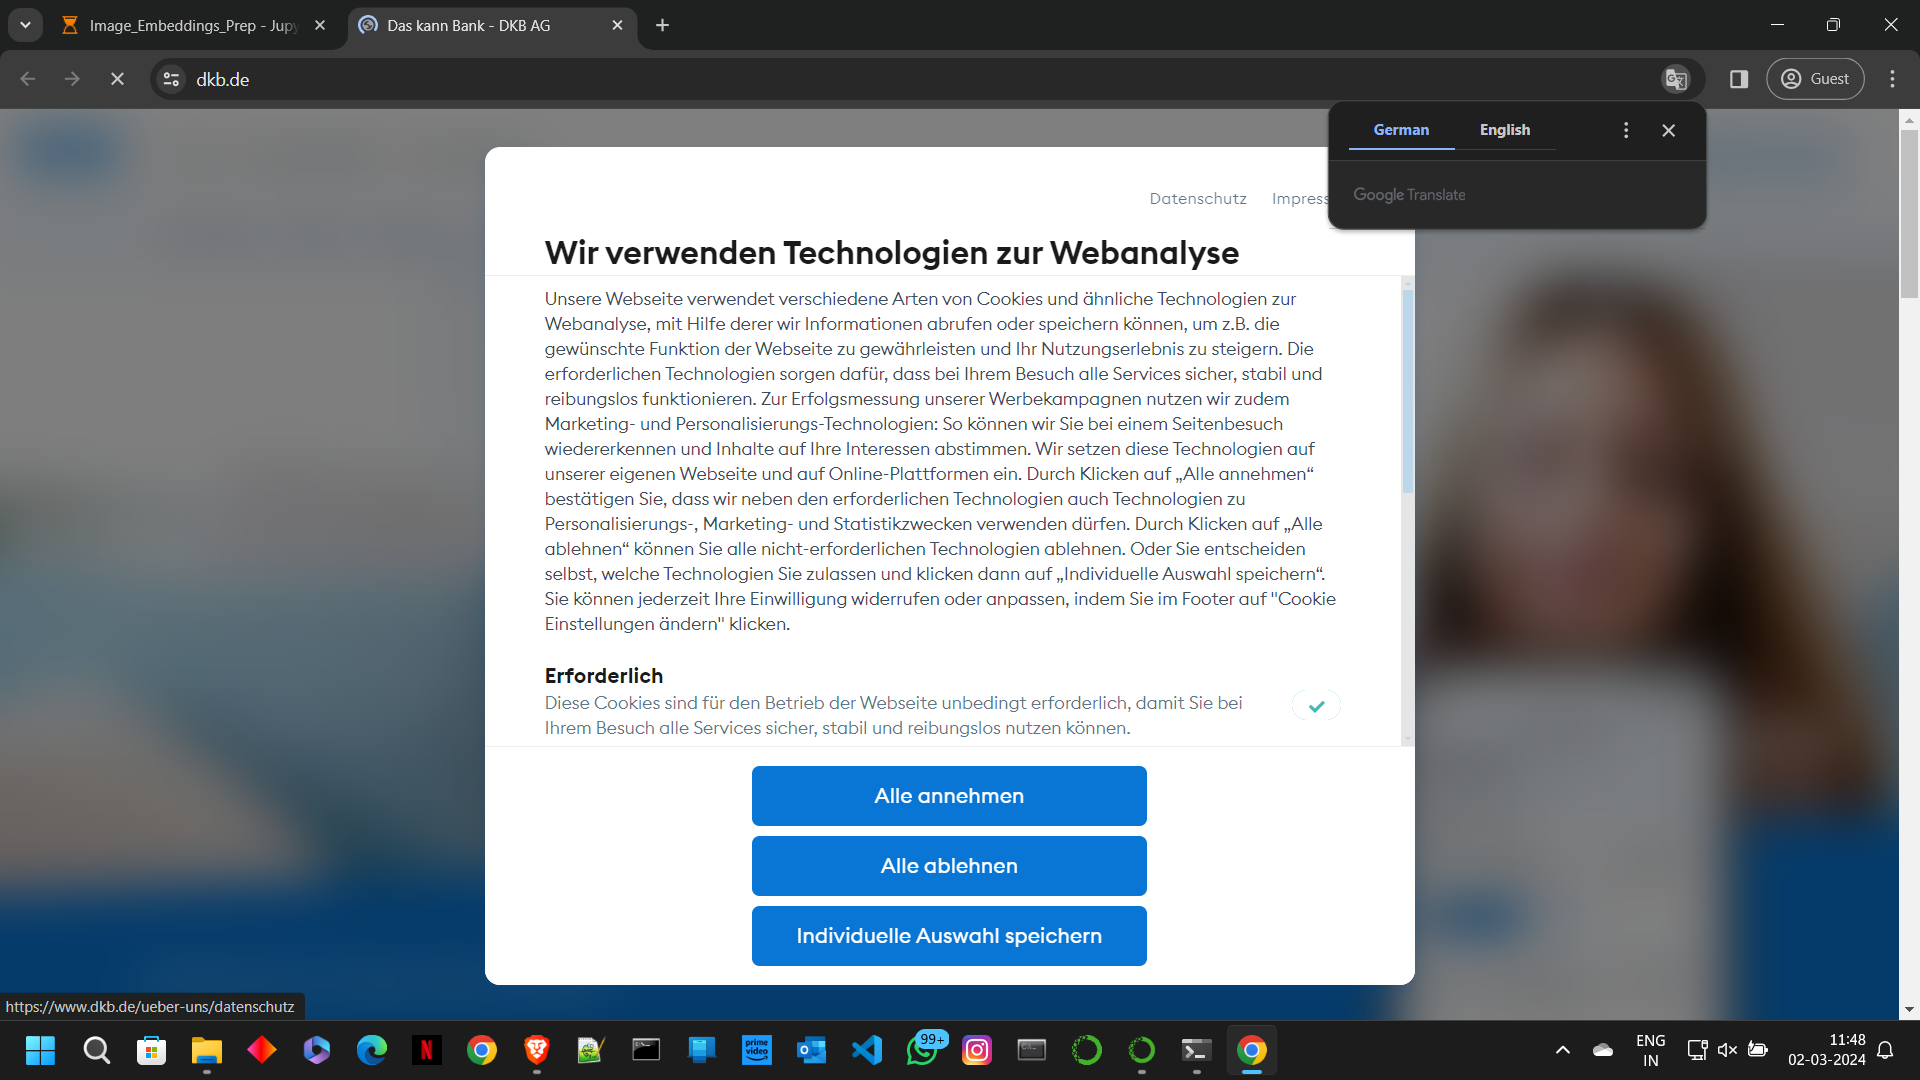 Image_Embeddings_Prep - Jupy
Das kann Bank - DKB AG
dkb.de
Guest
German
English
Google Translate
Datenschutz
Impress
Wir verwenden Technologien zur Webanalyse
Unsere Webseite verwendet verschiedene Arten von Cookies und ähnliche Technologien zur
Webanalyse, mit Hilfe derer wir Informationen abrufen oder speichern können, um z.B. die
gewünschte Funktion der Webseite zu gewährleisten und Ihr Nutzungserlebnis zu steigern. Die
erforderlichen Technologien sorgen dafür, dass bei Ihrem Besuch alle Services sicher, stabil und
reibungslos funktionieren. Zur Erfolgsmessung unserer Werbekampagnen nutzen wir zudem
Marketing- und Personalisierungs-Technologien: So können wir Sie bei einem Seitenbesuch
wiedererkennen und Inhalte auf Ihre Interessen abstimmen. Wir setzen diese Technologien auf
unserer eigenen Webseite und auf Online-Plattformen ein. Durch Klicken auf „Alle annehmen“
bestätigen Sie, dass wir neben den erforderlichen Technologien auch Technologien zu
Personalisierungs-, Marketing- und Statistikzwecken verwenden dürfen. Durch Klicken auf „Alle
ablehnen“ können Sie alle nicht-erforderlichen Technologien ablehnen. Oder Sie entscheiden
selbst, welche Technologien Sie zulassen und klicken dann auf „Individuelle Auswahl speichern“.
Sie können jederzeit Ihre Einwilligung widerrufen oder anpassen, indem Sie im Footer auf "Cookie
Einstellungen ändern" klicken.
Erforderlich
Diese Cookies sind für den Betrieb der Webseite unbedingt erforderlich, damit Sie bei
Ihrem Besuch alle Services sicher, stabil und reibungslos nutzen können.
Alle annehmen
Alle ablehnen
Individuelle Auswahl speichern
https://www.dkb.de/ueber-uns/datenschutz
prime
video
99+
ENG
IN
11:48
02-03-2024